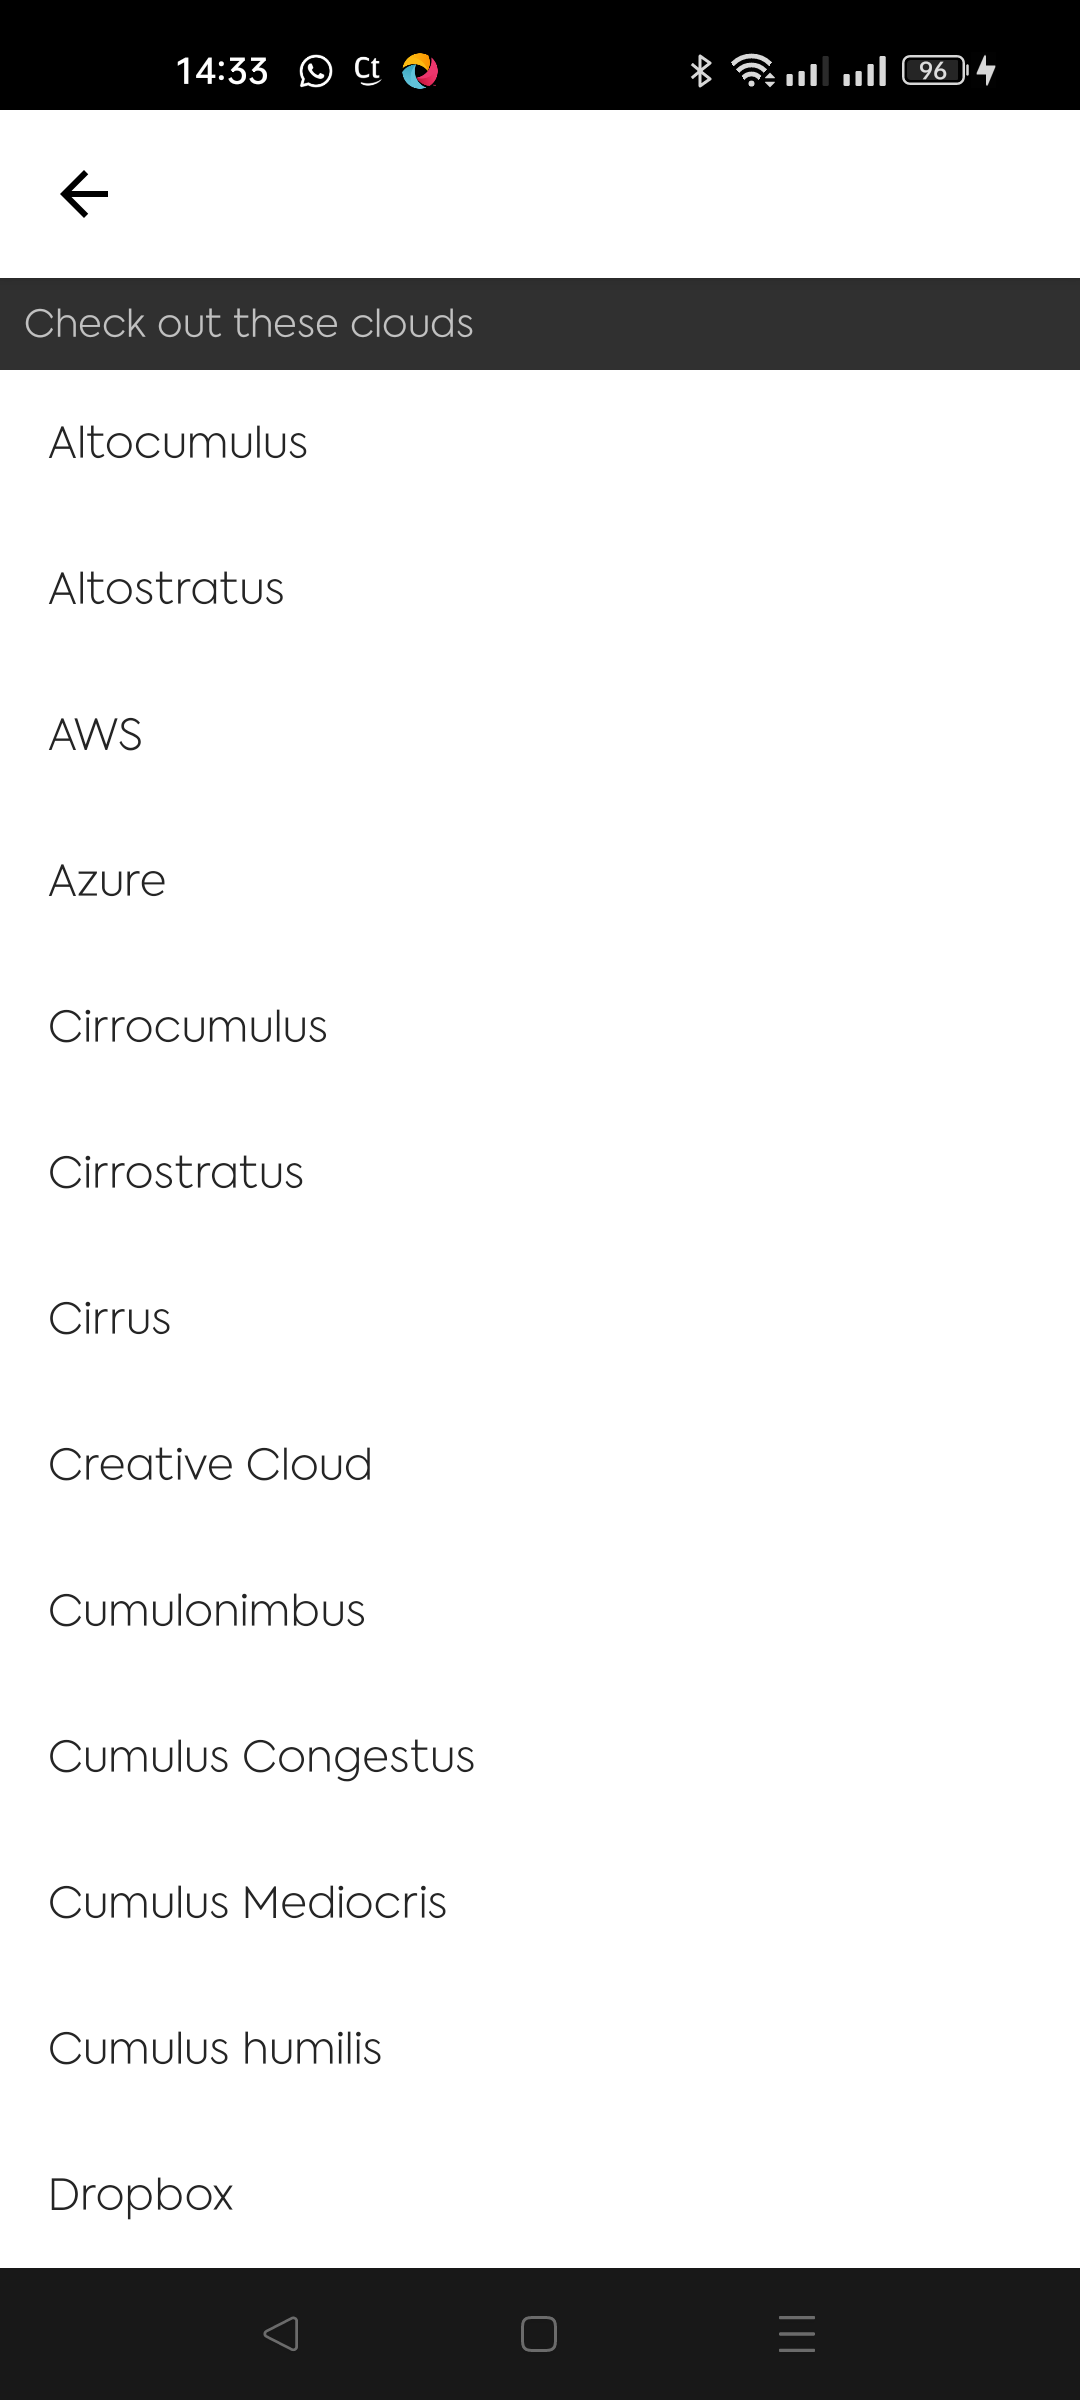 14:33 Ct 96
Check out these clouds
Altocumulus
Altostratus
AWS
Azure
Cirrocumulus
Cirrostratus
Cirrus
Creative Cloud
Cumulonimbus
Cumulus Congestus
Cumulus Mediocris
Cumulus humilis
Dropbox